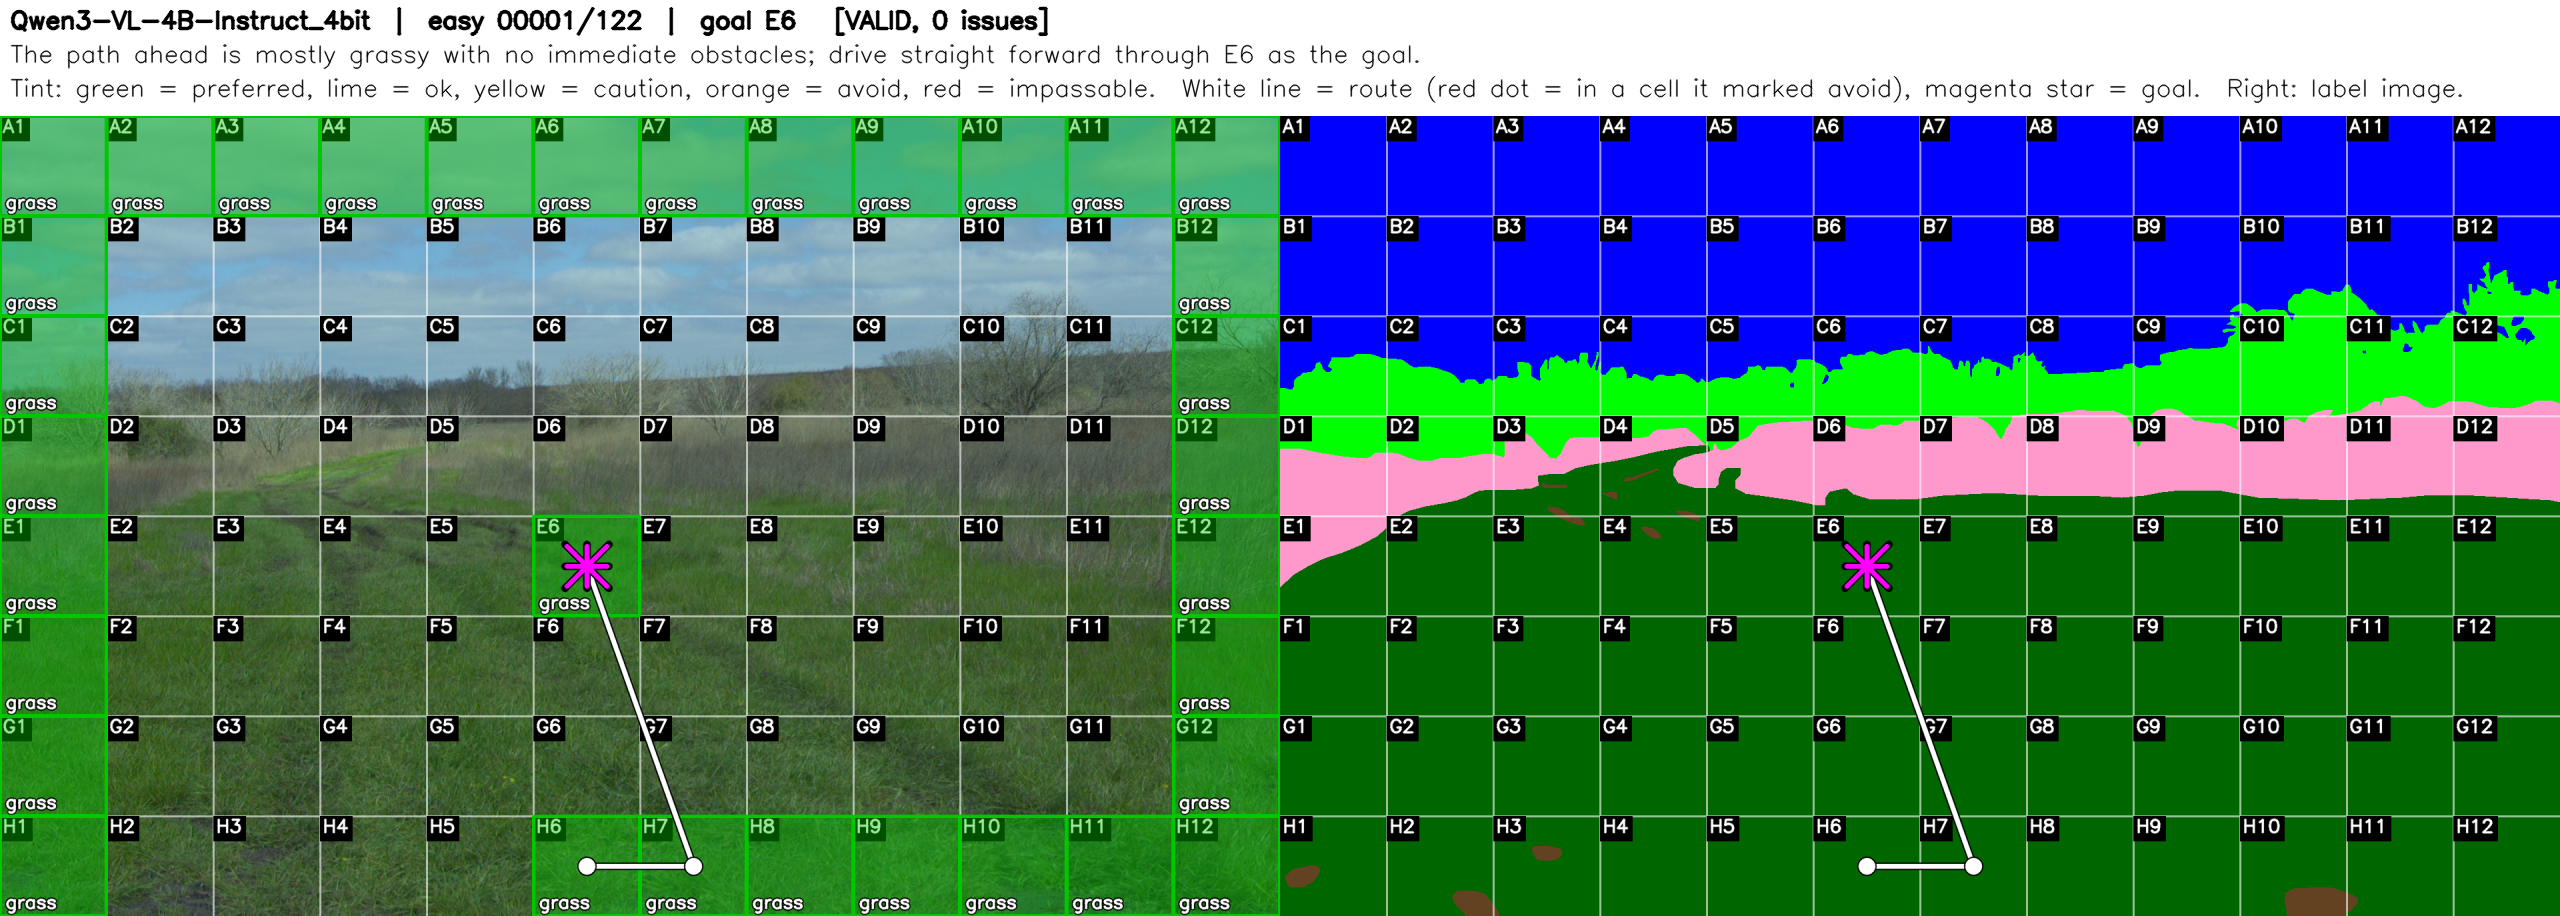 Qwen3-VL-4B-Instruct_4bit | easy 00001/122 | goal E6 [VALID, 0 issues]
The path ahead is mostly grassy with no immediate obstacles; drive straight forward through E6 as the goal.
Tint: green = preferred, lime = ok, yellow = caution, orange = avoid, red = impassable. White line = route (red dot = in a cell it marked avoid), magenta star = goal. Right: label image.
A1 A2 A3 A4 A5 A6 A7 A8 A9 A10 A11 A12 A1 A2 A3 A4 A5 A6 A7 A8 A9 A10 A11 A12
grass grass grass grass grass grass grass grass grass grass grass grass
B1 B2 B3 B4 B5 B6 B7 B8 B9 B10 B11 B12 B1 B2 B3 B4 B5 B6 B7 B8 B9 B10 B11 B12
grass grass
C1 C2 C3 C4 C5 C6 C7 C8 C9 C10 C11 C12 C1 C2 C3 C4 C5 C6 C7 C8 C9 C10 C11 C12
grass grass
D1 D2 D3 D4 D5 D6 D7 D8 D9 D10 D11 D12 D1 D2 D3 D4 D5 D6 D7 D8 D9 D10 D11 D12
grass grass
E1 E2 E3 E4 E5 E6 E7 E8 E9 E10 E11 E12 E1 E2 E3 E4 E5 E6 E7 E8 E9 E10 E11 E12
grass grass grass
F1 F2 F3 F4 F5 F6 F7 F8 F9 F10 F11 F12 F1 F2 F3 F4 F5 F6 F7 F8 F9 F10 F11 F12
grass grass
G1 G2 G3 G4 G5 G6 G7 G8 G9 G10 G11 G12 G1 G2 G3 G4 G5 G6 G7 G8 G9 G10 G11 G12
grass grass
H1 H2 H3 H4 H5 H6 H7 H8 H9 H10 H11 H12 H1 H2 H3 H4 H5 H6 H7 H8 H9 H10 H11 H12
grass grass grass grass grass grass grass grass